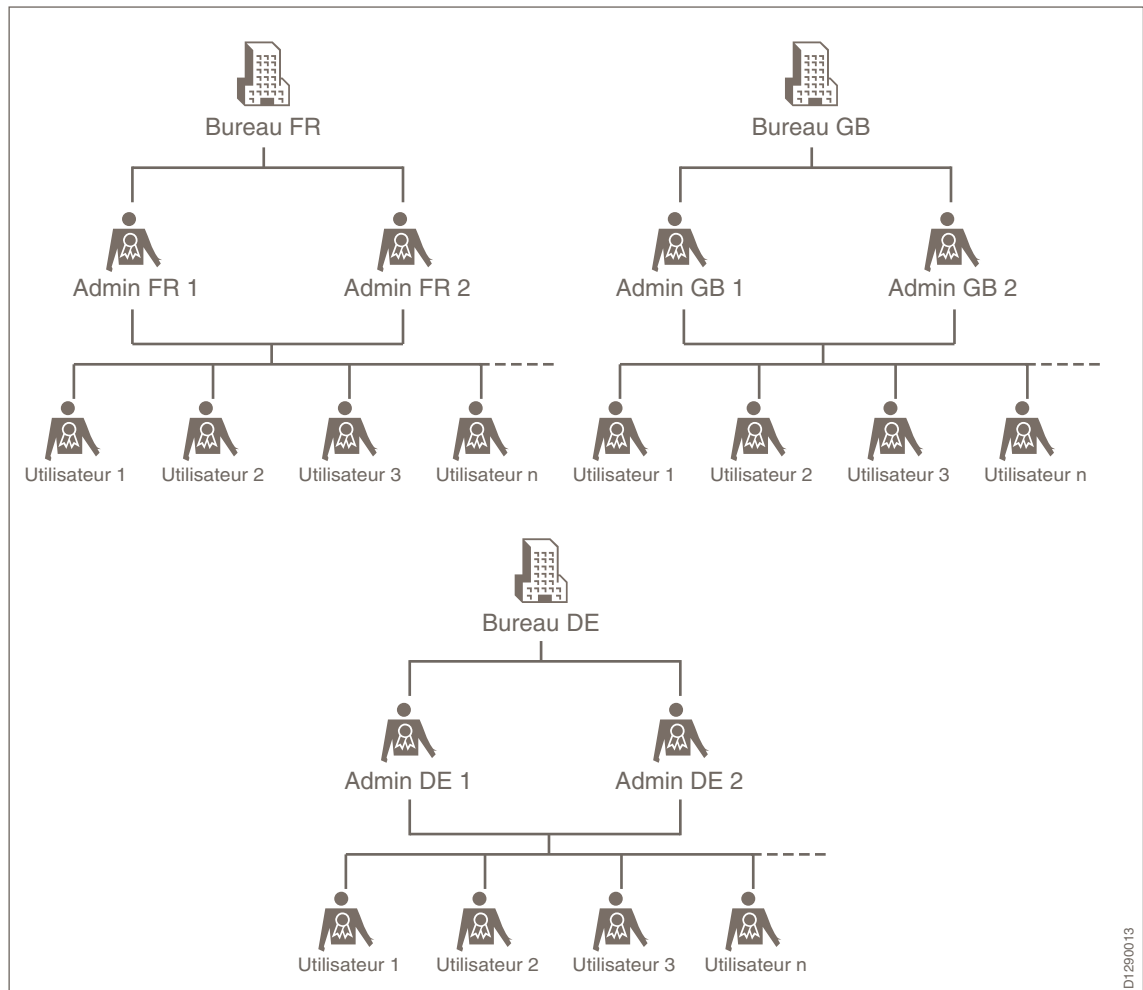 Bureau FR
Bureau GB
Admin FR 1
Admin FR 2
Admin GB 1
Admin GB 2
Utilisateur 1
Utilisateur 2
Utilisateur 3
Utilisateur n
Utilisateur 1
Utilisateur 2
Utilisateur 3
Utilisateur n
Bureau DE
Admin DE 1
Admin DE 2
Utilisateur 1
Utilisateur 2
Utilisateur 3
Utilisateur n
D1290013